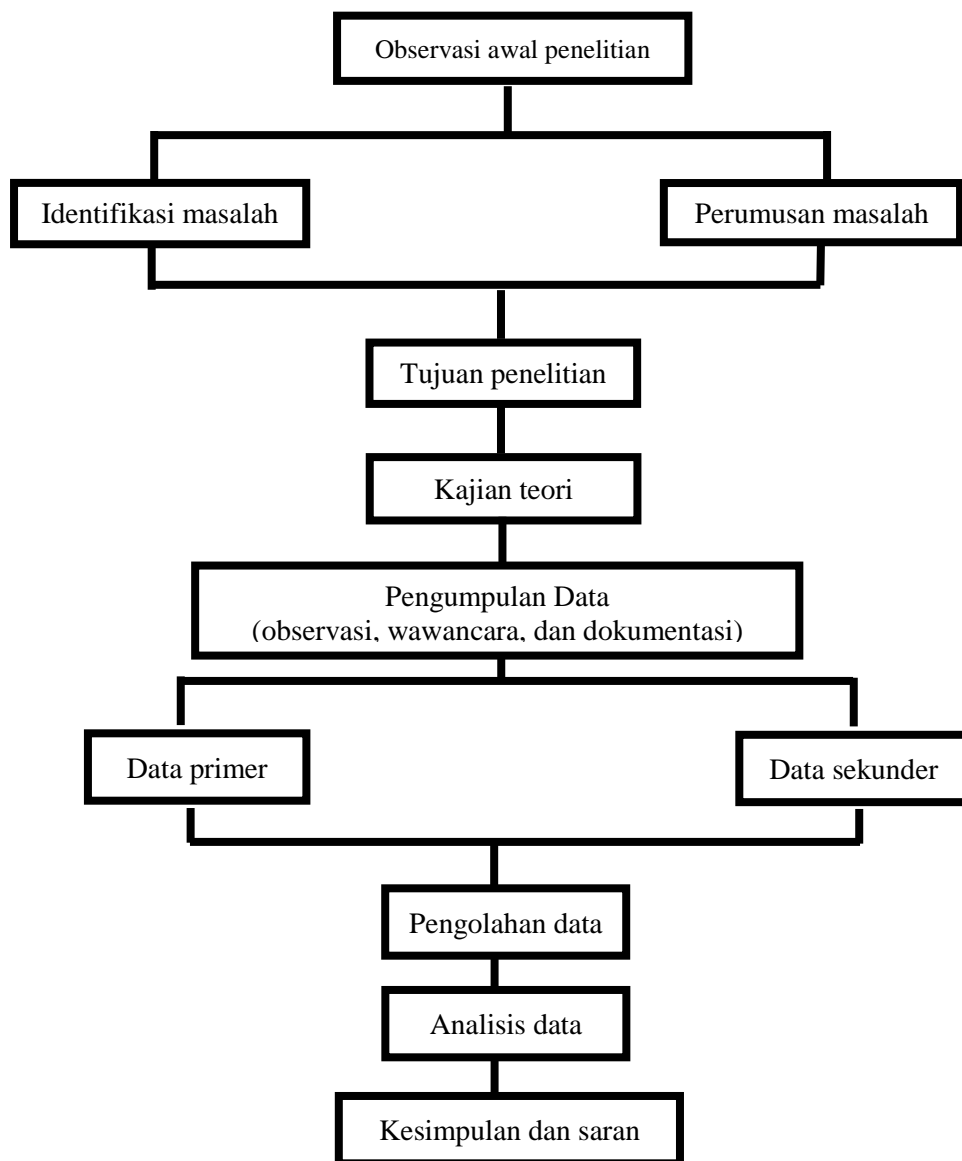 Observasi awal penelitian
Identifikasi masalah
Perumusan masalah
Tujuan penelitian
Kajian teori
Pengumpulan Data
(observasi, wawancara, dan dokumentasi)
Data primer
Data sekunder
Pengolahan data
Analisis data
Kesimpulan dan saran